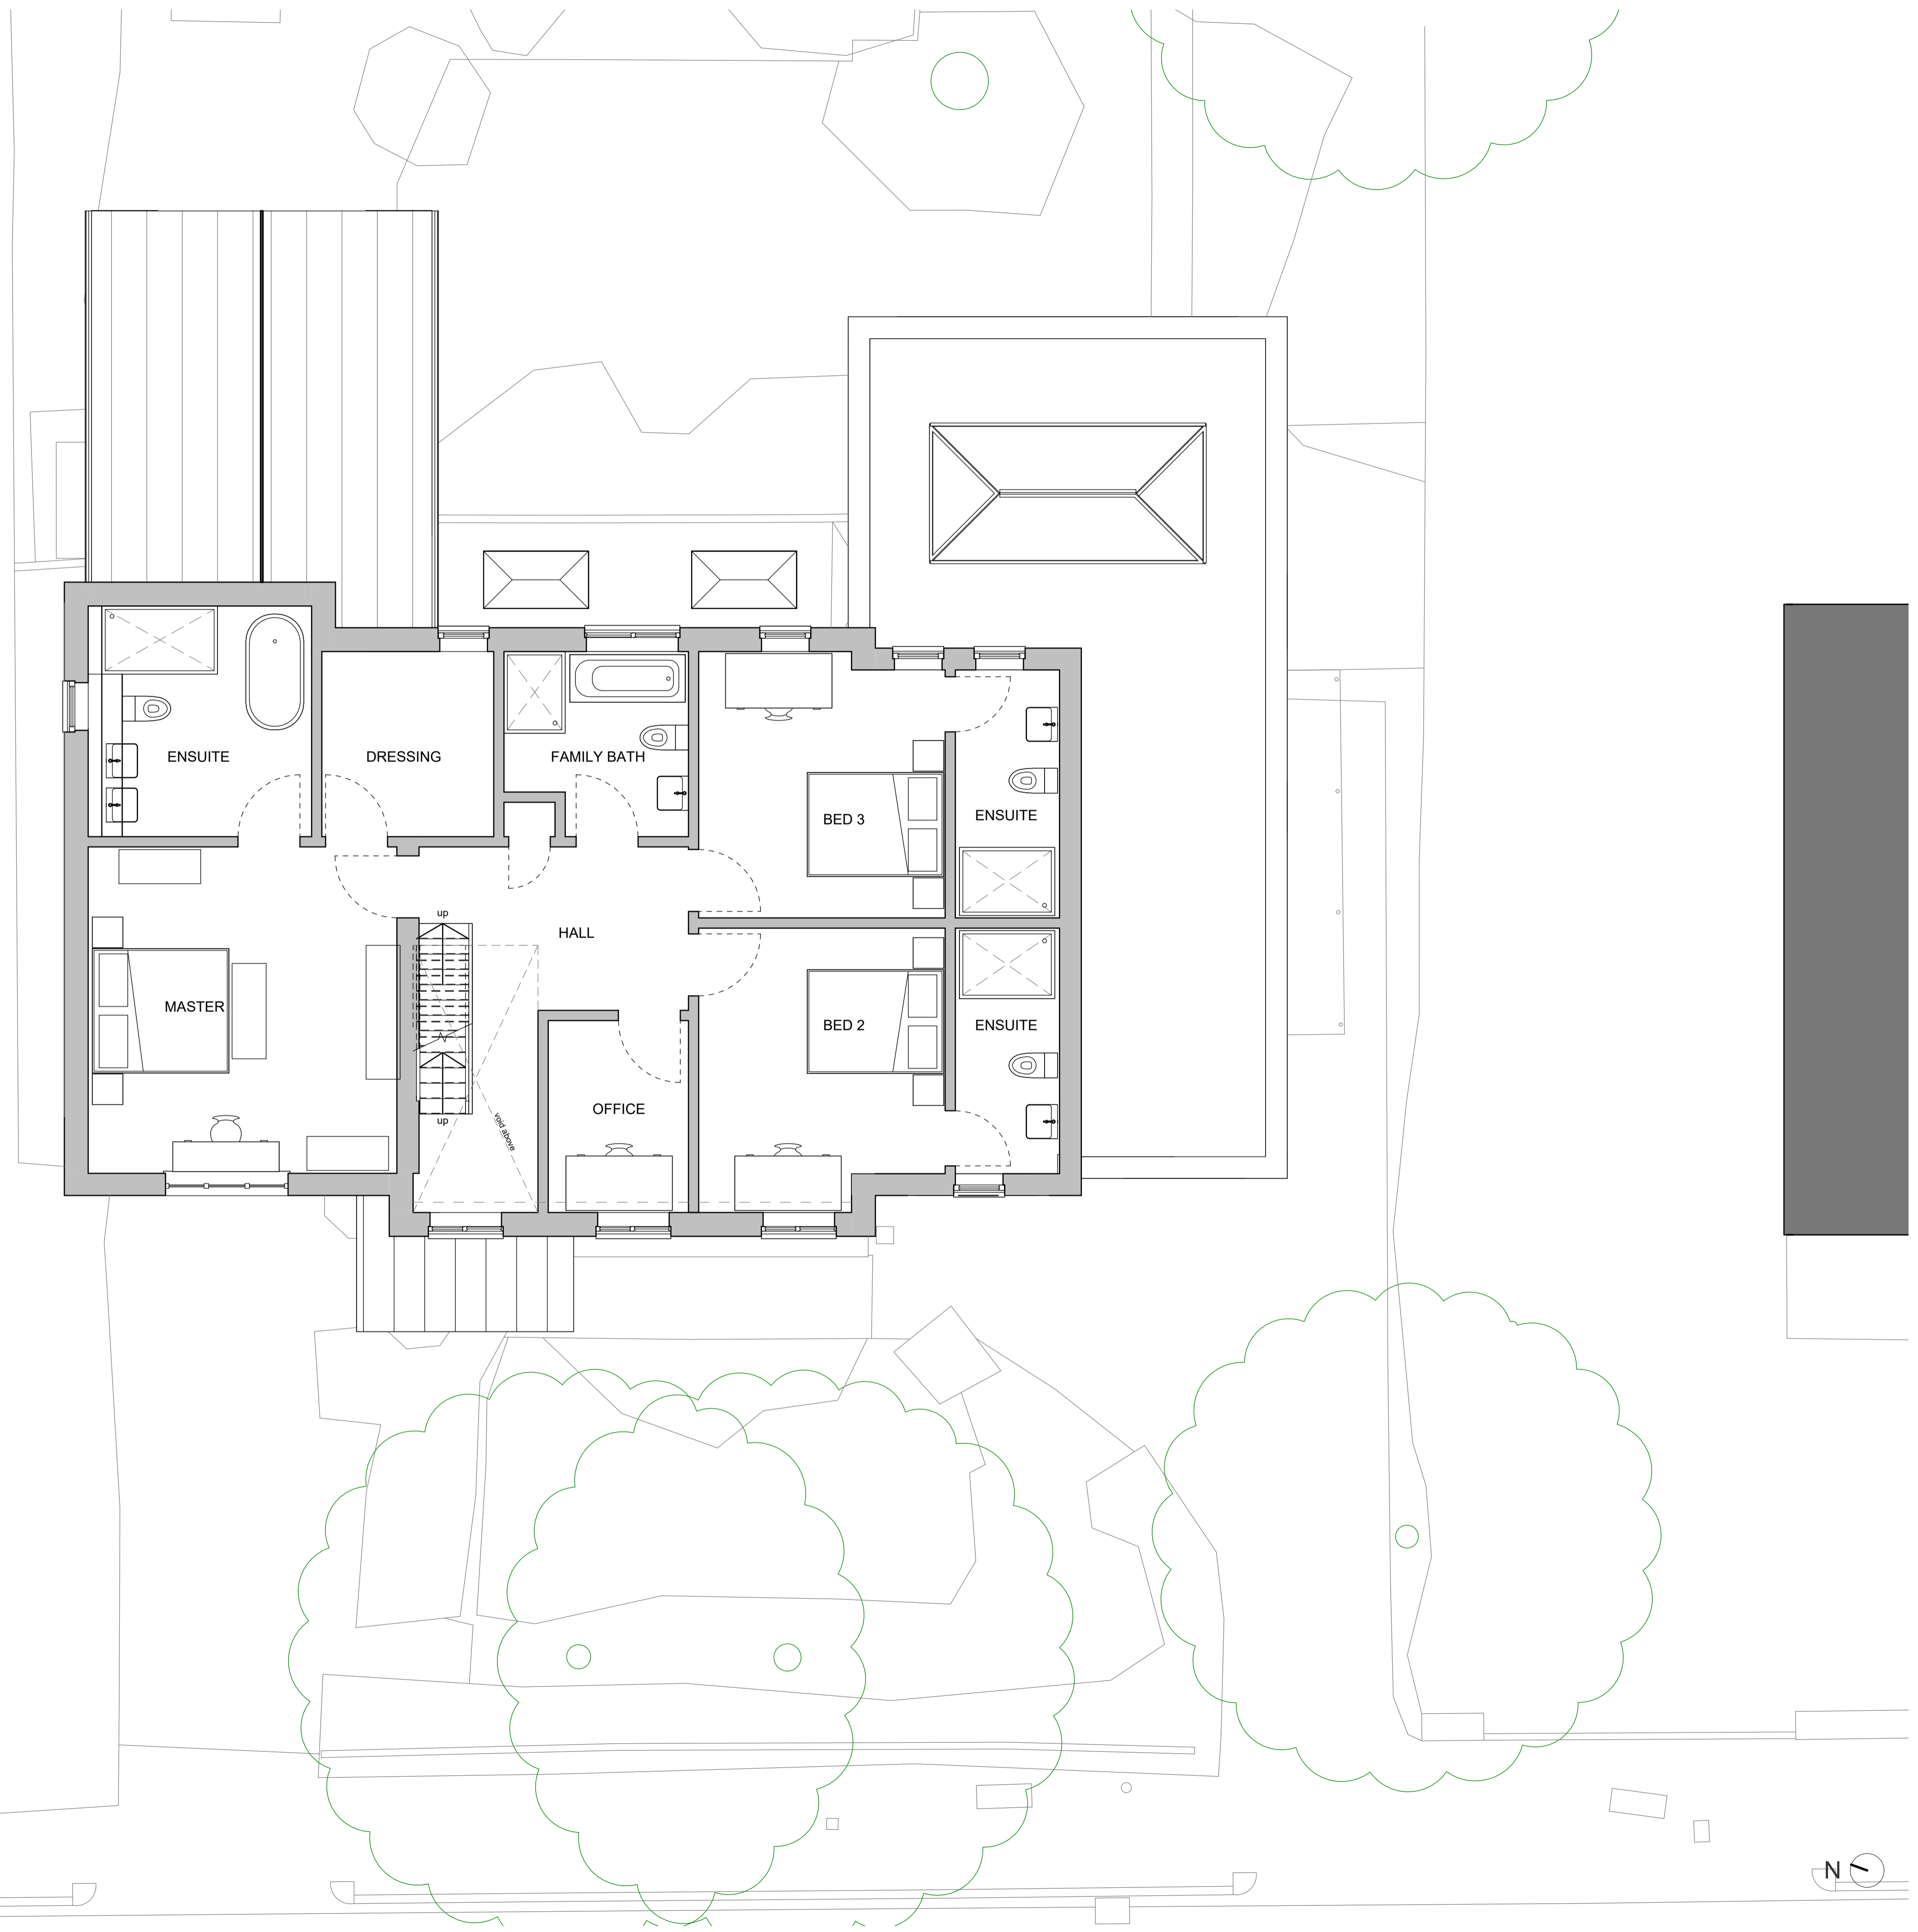 ENSUITE
DRESSING
FAMILY BATH
BED 3
ENSUITE
up
HALL
MASTER
BED 2
ENSUITE
OFFICE
up
void above
N